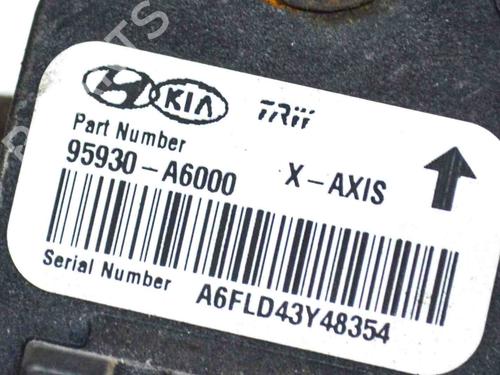 KIA TRW
Part Number
95930-A6000 X-AXIS
Serial Number A6FLD43Y48354